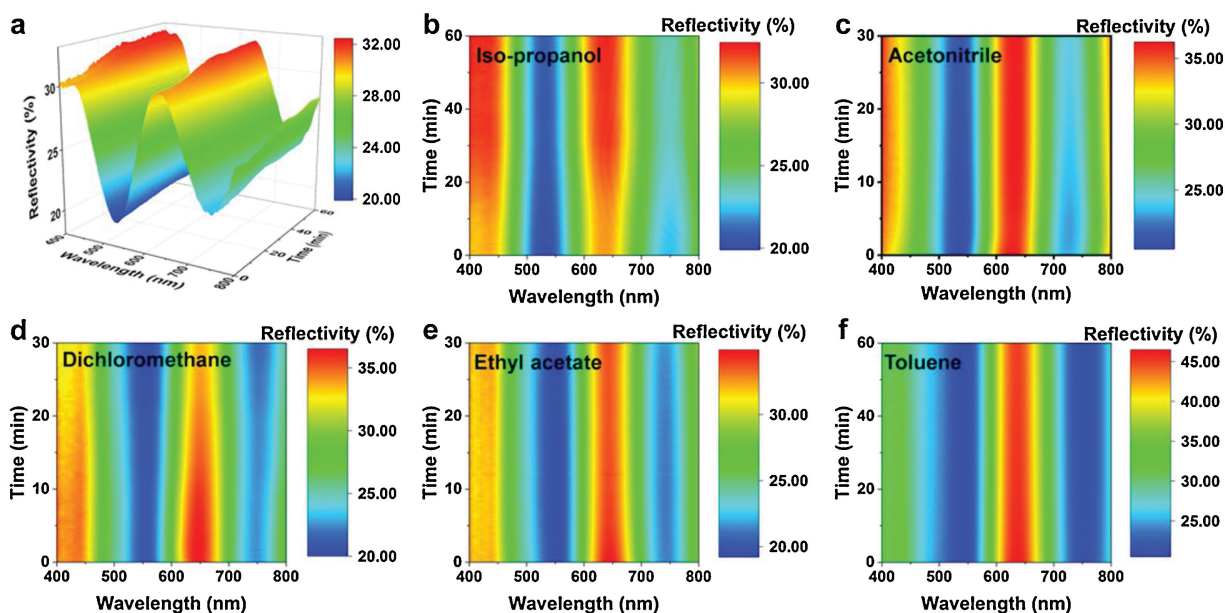 a
Reflectivity (%)
30
25
20
400
500
600
700
800
Wavelength (nm)
0
20
40
60
Time (min)
32.00
28.00
24.00
20.00
b
Reflectivity (%)
Iso-propanol
Time (min)
60
40
20
0
400 500 600 700 800
Wavelength (nm)
30.00
25.00
20.00
c
Reflectivity (%)
Acetonitrile
Time (min)
30
20
10
0
400 500 600 700 800
Wavelength (nm)
35.00
30.00
25.00
d
Reflectivity (%)
Dichloromethane
Time (min)
30
20
10
0
400 500 600 700 800
Wavelength (nm)
35.00
30.00
25.00
20.00
e
Reflectivity (%)
Ethyl acetate
Time (min)
30
20
10
0
400 500 600 700 800
Wavelength (nm)
30.00
25.00
20.00
f
Reflectivity (%)
Toluene
Time (min)
60
40
20
0
400 500 600 700 800
Wavelength (nm)
45.00
40.00
35.00
30.00
25.00